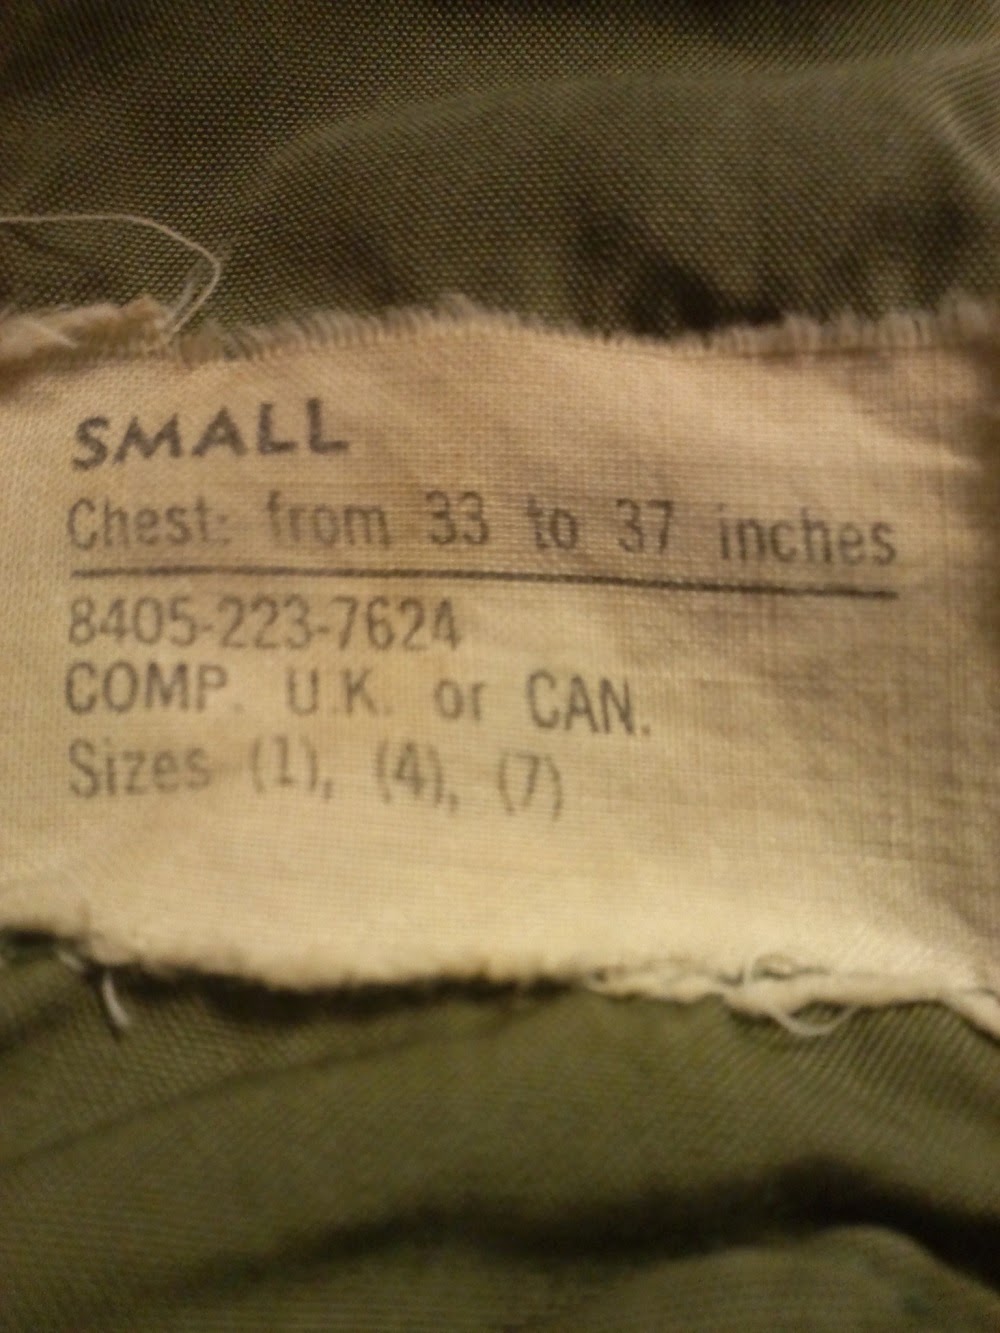 SMALL
Chest: from 33 to 37 inches
8405-223-7624
COMP. U.K. or CAN.
Sizes (1), (4), (7)